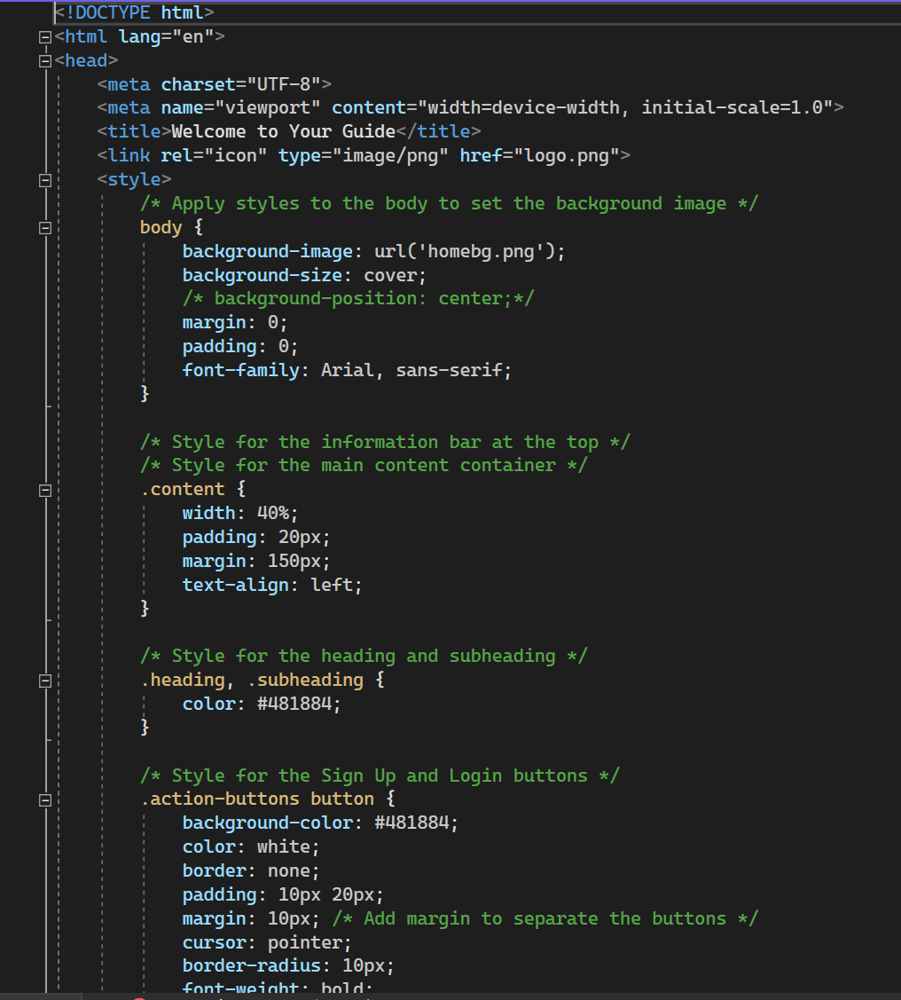 <!DOCTYPE html>
<html lang="en">
<head>
    <meta charset="UTF-8">
    <meta name="viewport" content="width=device-width, initial-scale=1.0">
    <title>Welcome to Your Guide</title>
    <link rel="icon" type="image/png" href="logo.png">
    <style>
        /* Apply styles to the body to set the background image */
        body {
            background-image: url('homebg.png');
            background-size: cover;
            /* background-position: center;*/
            margin: 0;
            padding: 0;
            font-family: Arial, sans-serif;
        }

        /* Style for the information bar at the top */
        /* Style for the main content container */
        .content {
            width: 40%;
            padding: 20px;
            margin: 150px;
            text-align: left;
        }

        /* Style for the heading and subheading */
        .heading, .subheading {
            color: #481884;
        }

        /* Style for the Sign Up and Login buttons */
        .action-buttons button {
            background-color: #481884;
            color: white;
            border: none;
            padding: 10px 20px;
            margin: 10px; /* Add margin to separate the buttons */
            cursor: pointer;
            border-radius: 10px;
            font-weight: bold;